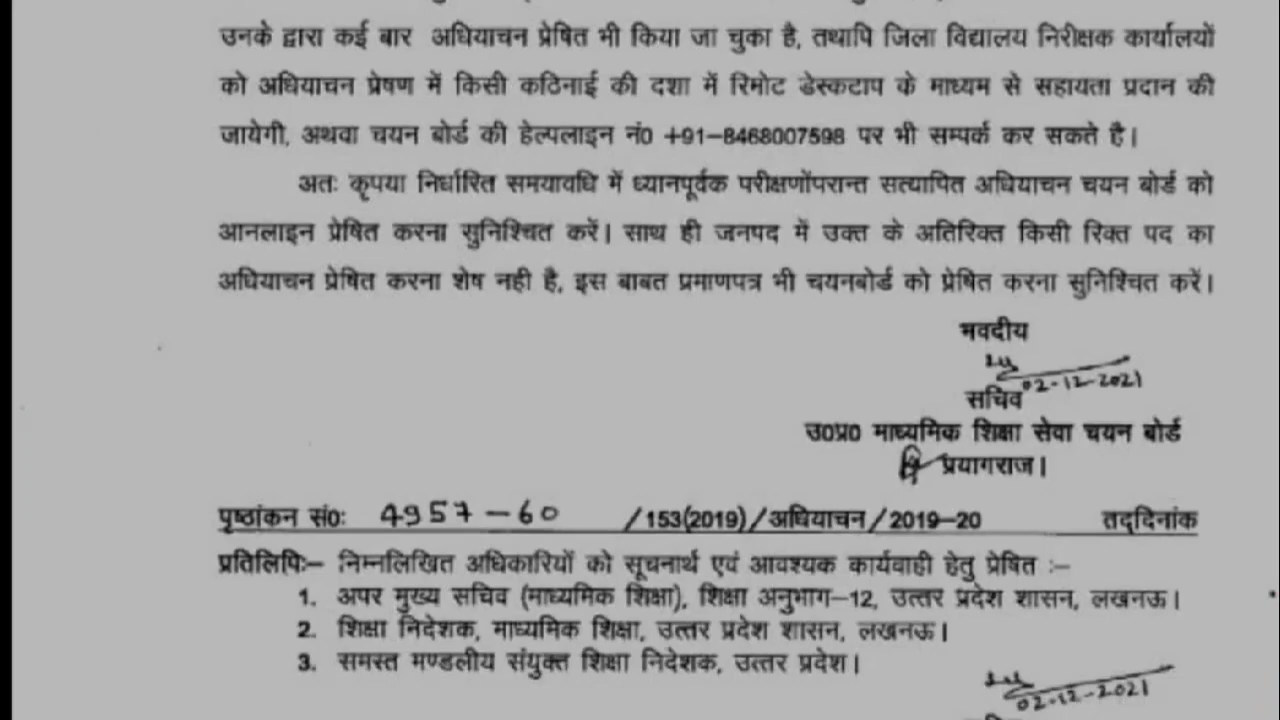 उनके द्वारा कई बार अधियाचन प्रेषित भी किया जा चुका है, तथापि जिला विद्यालय निरीक्षक कार्यालयों
को अधियाचन प्रेषण में किसी कठिनाई की दशा में रिमोट डेस्कटाप के माध्यम से सहायता प्रदान की
जायेगी, अथवा चयन बोर्ड की हेल्पलाइन नं0 +91-8468007598 पर भी सम्पर्क कर सकते है।
अतः कृपया निर्धारित समयावधि में ध्यानपूर्वक परीक्षणोंपरान्त सत्यापित अधियाचन चयन बोर्ड को
आनलाइन प्रेषित करना सुनिश्चित करें। साथ ही जनपद में उक्त के अतिरिक्त किसी रिक्त पद का
अधियाचन प्रेषित करना शेष नही है, इस बाबत प्रमाणपत्र भी चयनबोर्ड को प्रेषित करना सुनिश्चित करें।
भवदीय
02-12-2021
सचिव
उ0प्र0 माध्यमिक शिक्षा सेवा चयन बोर्ड
प्रयागराज।
पृष्ठांकन सं0: 4957-60 /153(2019)/अधियाचन/2019-20 तद्दिनांक
प्रतिलिपिः- निम्नलिखित अधिकारियों को सूचनार्थ एवं आवश्यक कार्यवाही हेतु प्रेषित :-
1. अपर मुख्य सचिव (माध्यमिक शिक्षा), शिक्षा अनुभाग-12, उत्तर प्रदेश शासन, लखनऊ।
2. शिक्षा निदेशक, माध्यमिक शिक्षा, उत्तर प्रदेश शासन, लखनऊ।
3. समस्त मण्डलीय संयुक्त शिक्षा निदेशक, उत्तर प्रदेश।
02-12-2021